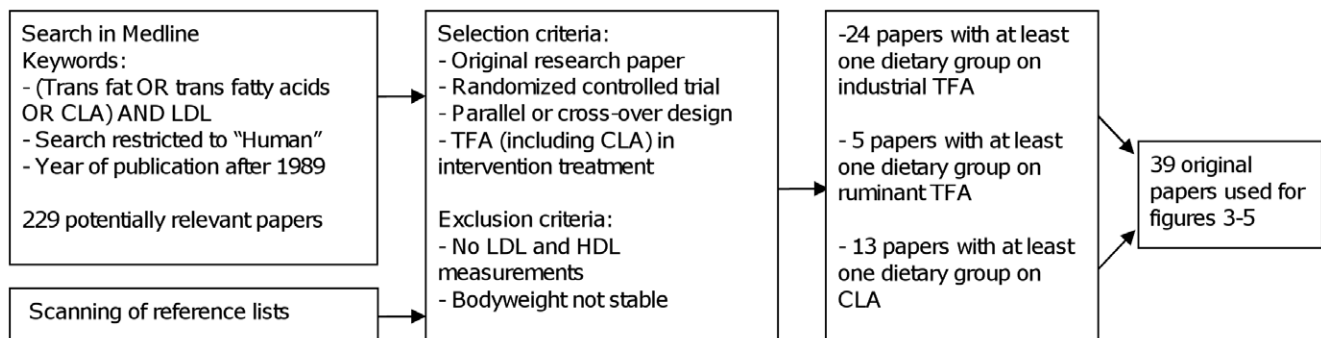 Search in Medline
Keywords:
- (Trans fat OR trans fatty acids
OR CLA) AND LDL
- Search restricted to “Human”
- Year of publication after 1989
229 potentially relevant papers
Scanning of reference lists
Selection criteria:
- Original research paper
- Randomized controlled trial
- Parallel or cross-over design
- TFA (including CLA) in
intervention treatment
Exclusion criteria:
- No LDL and HDL
measurements
- Bodyweight not stable
-24 papers with at least
one dietary group on
industrial TFA
- 5 papers with at least
one dietary group on
ruminant TFA
- 13 papers with at least
one dietary group on
CLA
39 original
papers used for
figures 3-5